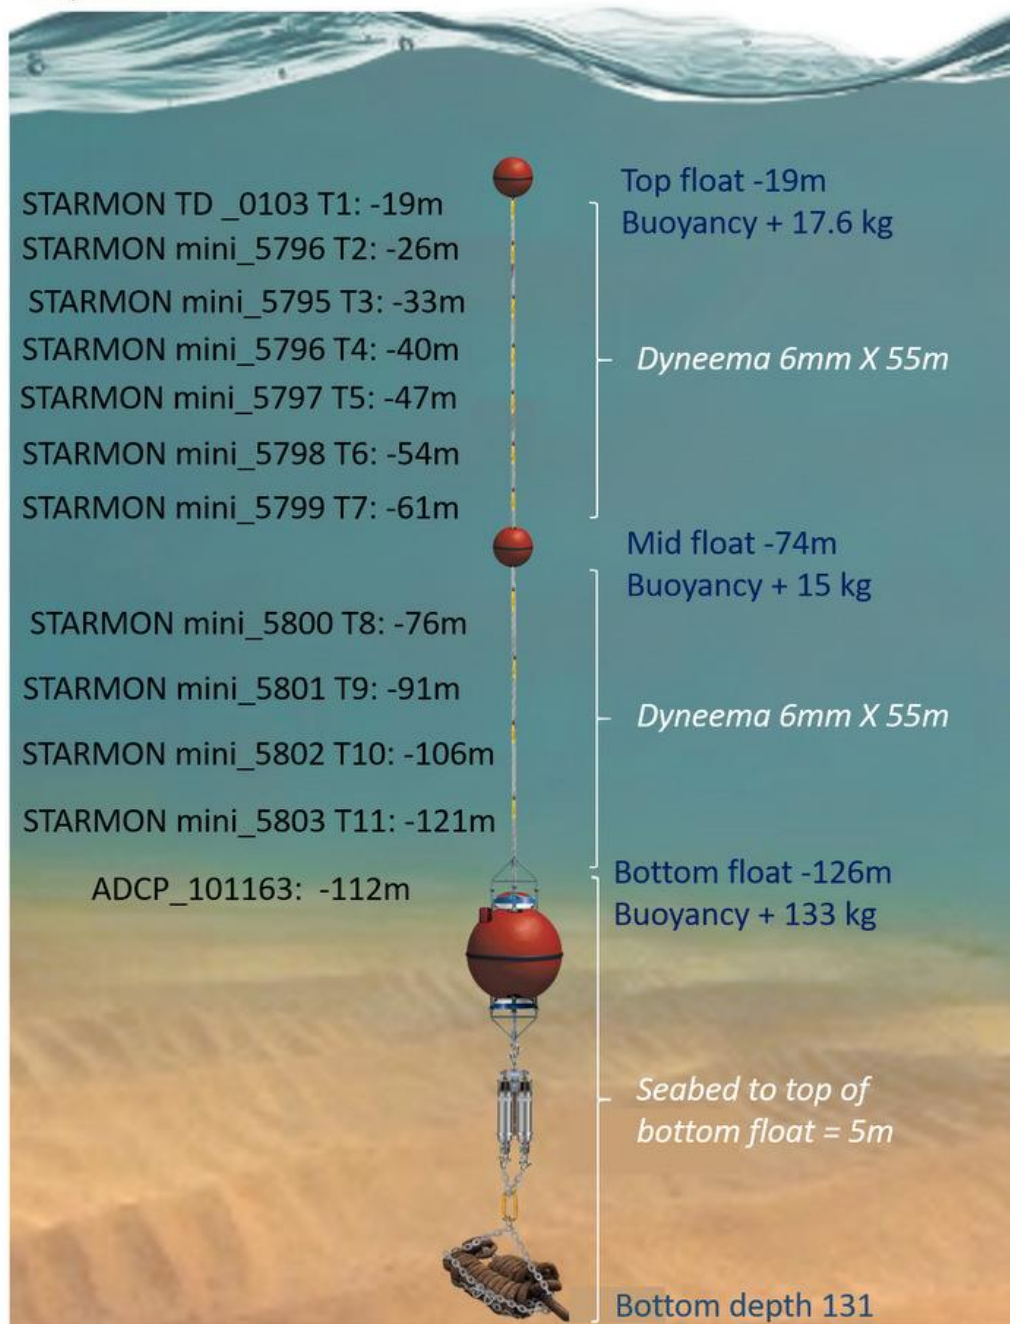 STARMON TD _0103 T1: -19m
STARMON mini_5796 T2: -26m
STARMON mini_5795 T3: -33m
STARMON mini_5796 T4: -40m
STARMON mini_5797 T5: -47m
STARMON mini_5798 T6: -54m
STARMON mini_5799 T7: -61m
STARMON mini_5800 T8: -76m
STARMON mini_5801 T9: -91m
STARMON mini_5802 T10: -106m
STARMON mini_5803 T11: -121m
ADCP_101163: -112m
Top float -19m
Buoyancy + 17.6 kg
Dyneema 6mm X 55m
Mid float -74m
Buoyancy + 15 kg
Dyneema 6mm X 55m
Bottom float -126m
Buoyancy + 133 kg
Seabed to top of
bottom float = 5m
Bottom depth 131